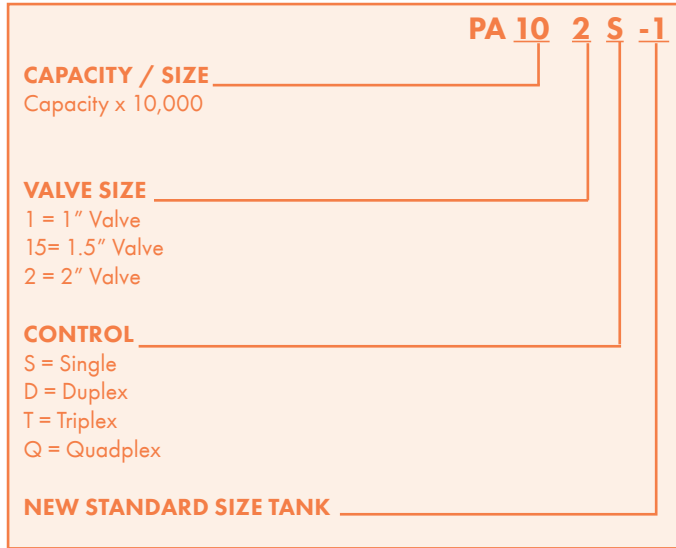 PA 10 2 S -1
CAPACITY / SIZE
Capacity x 10,000
VALVE SIZE
1 = 1” Valve
15= 1.5” Valve
2 = 2” Valve
CONTROL
S = Single
D = Duplex
T = Triplex
Q = Quadplex
NEW STANDARD SIZE TANK